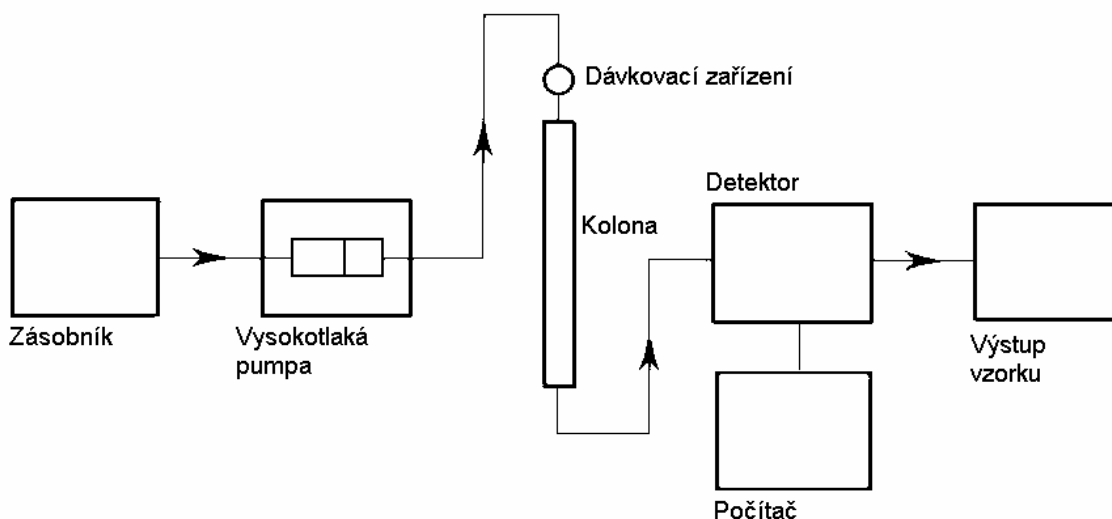 Dávkovací zařízení
Detektor
Kolona
Zásobník
Vysokotlaká
pumpa
Výstup
vzorku
Počítač